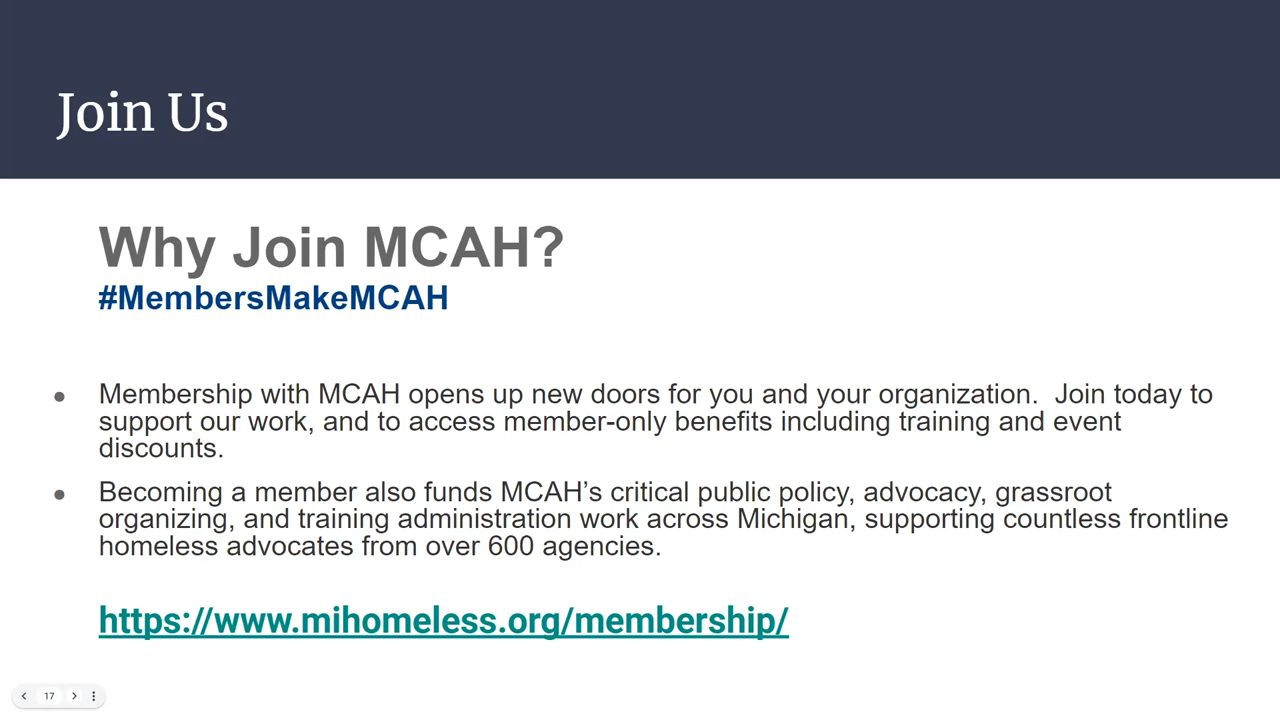 Join Us
Why Join MCAH?
#MembersMakeMCAH
● Membership with MCAH opens up new doors for you and your organization.  Join today to
support our work, and to access member-only benefits including training and event
discounts.
● Becoming a member also funds MCAH’s critical public policy, advocacy, grassroot
organizing, and training administration work across Michigan, supporting countless frontline
homeless advocates from over 600 agencies.
https://www.mihomeless.org/membership/
17